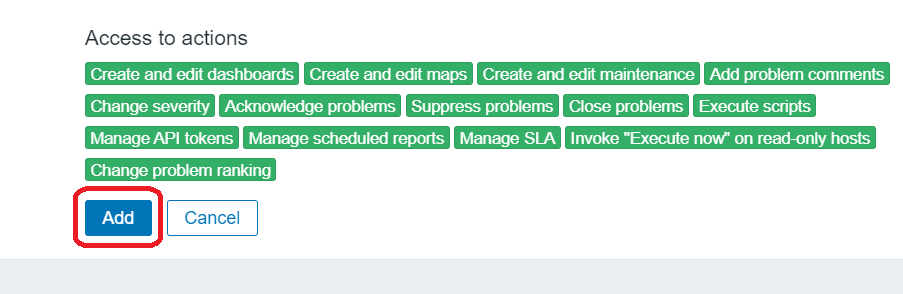 Access to actions
Create and edit dashboards Create and edit maps Create and edit maintenance Add problem comments
Change severity Acknowledge problems Suppress problems Close problems Execute scripts
Manage API tokens Manage scheduled reports Manage SLA Invoke "Execute now" on read-only hosts
Change problem ranking
Add Cancel